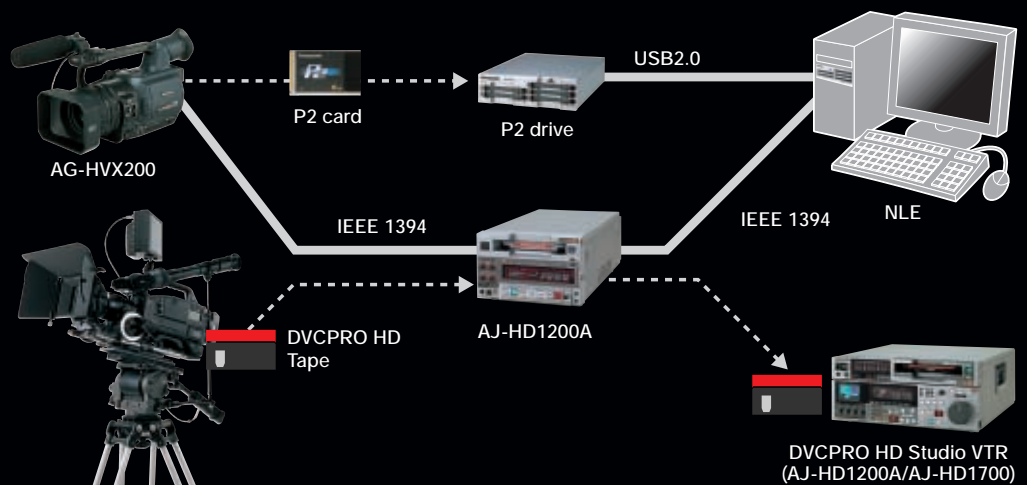 USB2.0
P2
P2 card
P2 drive
AG-HVX200
IEEE 1394
IEEE 1394
NLE
AJ-HD1200A
DVCPRO HD
Tape
DVCPRO HD Studio VTR
(AJ-HD1200A/AJ-HD1700)